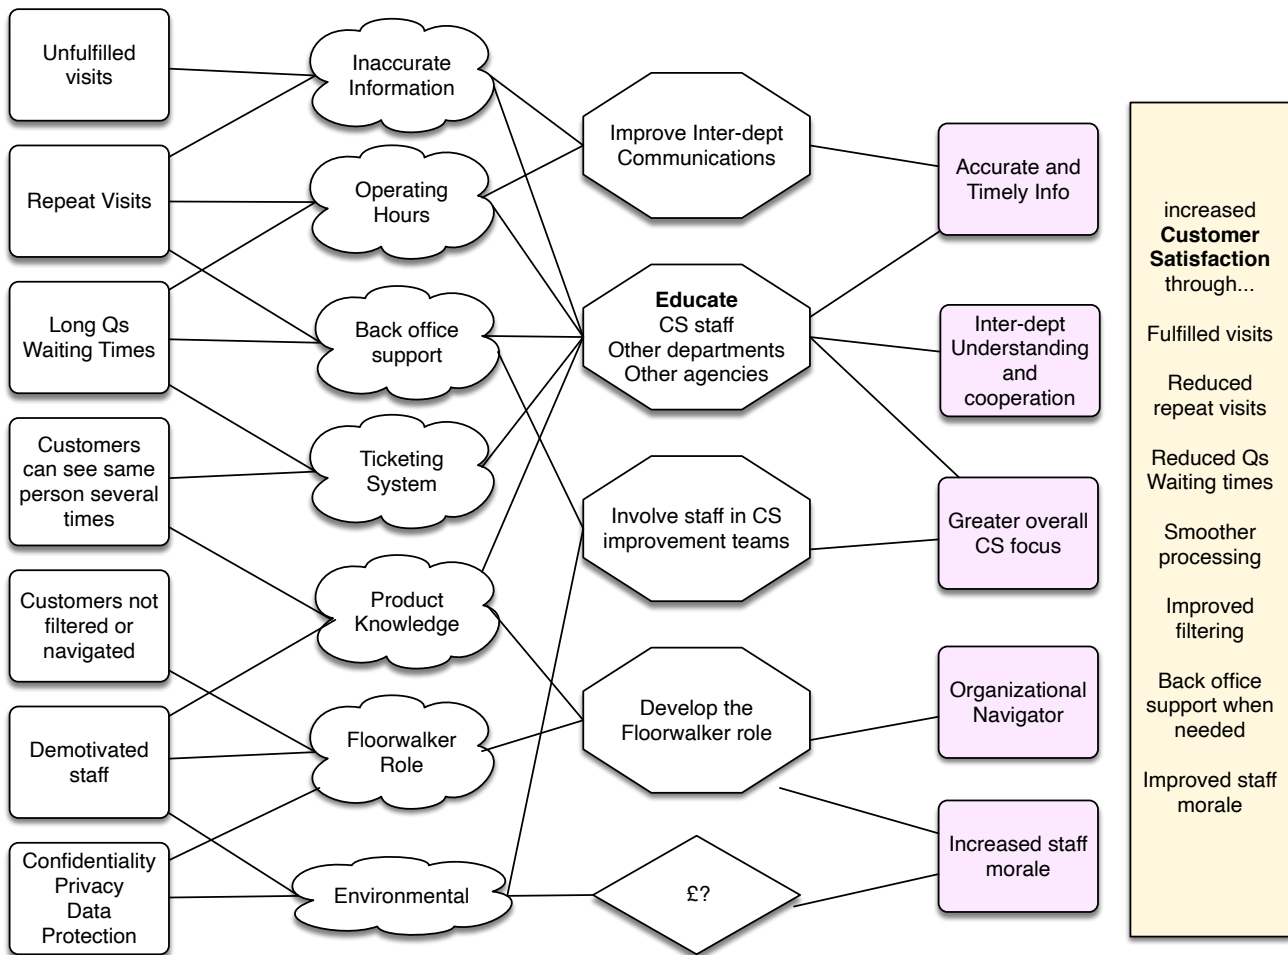 Unfulfilled
visits
Repeat Visits
Long Qs
Waiting Times
Customers
can see same
person several
times
Customers not
filtered or
navigated
Demotivated
staff
Confidentiality
Privacy
Data
Protection
Inaccurate
Information
Operating
Hours
Back office
support
Ticketing
System
Product
Knowledge
Floorwalker
Role
Environmental
Improve Inter-dept
Communications
Educate
CS staff
Other departments
Other agencies
Involve staff in CS
improvement teams
Develop the
Floorwalker role
£?
Accurate and
Timely Info
Inter-dept
Understanding
and
cooperation
Greater overall
CS focus
Organizational
Navigator
Increased staff
morale
increased
Customer
Satisfaction
through...
Fulfilled visits
Reduced
repeat visits
Reduced Qs
Waiting times
Smoother
processing
Improved
filtering
Back office
support when
needed
Improved staff
morale